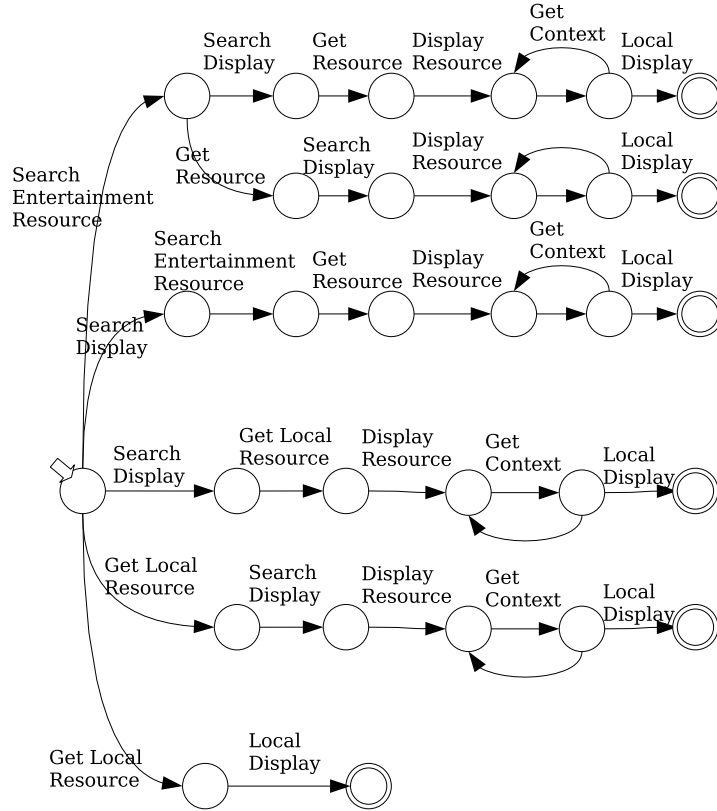 Search
Display
Get
Resource
Display
Resource
Get
Context
Local
Display
Search
Entertainment
Resource
Get
Resource
Search
Display
Display
Resource
Local
Display
Search
Entertainment
Resource
Get
Resource
Display
Resource
Get
Context
Local
Display
Search
Display
Search
Display
Get Local
Resource
Display
Resource
Get
Context
Local
Display
Get Local
Resource
Search
Display
Display
Resource
Get
Context
Local
Display
Get Local
Resource
Local
Display